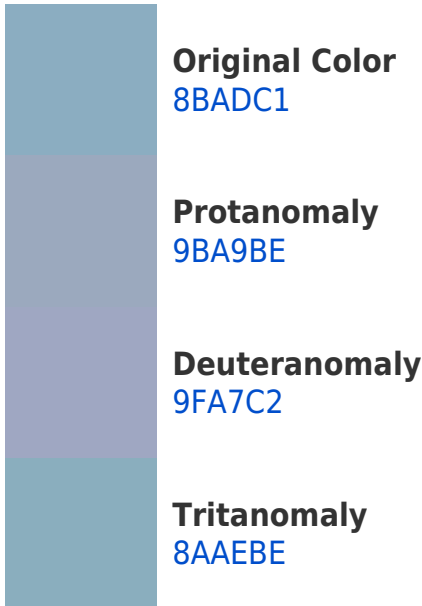 Original Color
8BADC1
Protanomaly
9BA9BE
Deuteranomaly
9FA7C2
Tritanomaly
8AAEBE